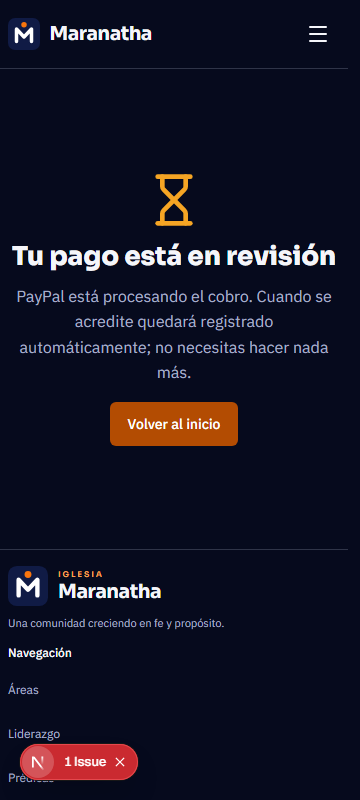 Maranatha
Tu pago está en revisión
PayPal está procesando el cobro. Cuando se
acredite quedará registrado
automáticamente; no necesitas hacer nada
más.
Volver al inicio
IGLESIA
Maranatha
Una comunidad creciendo en fe y propósito.
Navegación
Áreas
Liderazgo
N 1 Issue